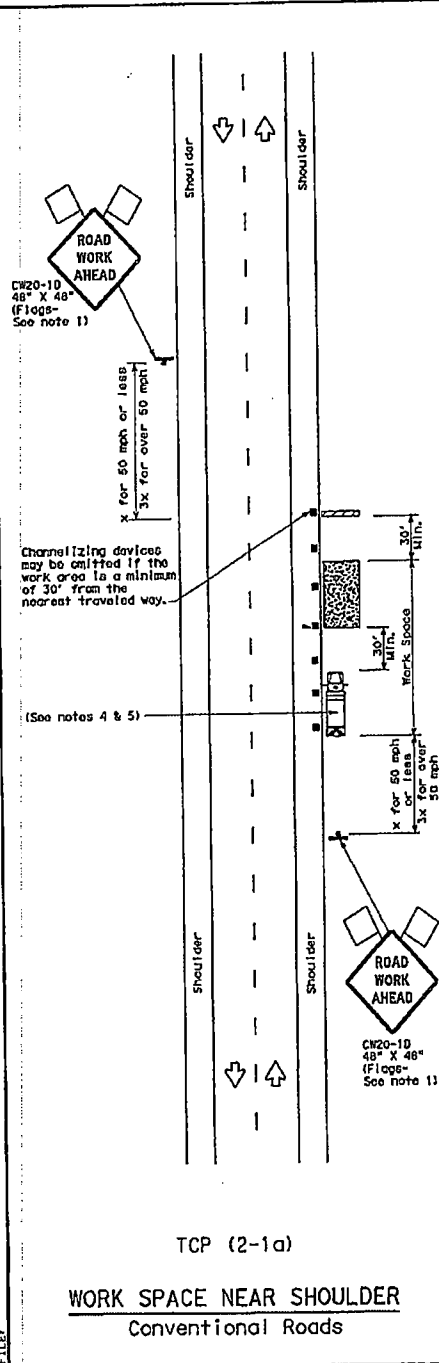 Shoulder
Shoulder
ROAD
WORK
AHEAD
CW20-1D
48" X 48"
(Flags-
See note 1)
x for 50 mph or less
3x for over 50 mph
Channelizing devices
may be omitted if the
work area is a minimum
of 30' from the
nearest traveled way.
30'
Min.
30'
Min.
Work Space
(See notes 4 & 5)
x for 50 mph
or less
3x for over
50 mph
Shoulder
Shoulder
ROAD
WORK
AHEAD
CW20-1D
48" X 48"
(Flags-
See note 1)
TCP (2-1a)
WORK SPACE NEAR SHOULDER
Conventional Roads
FILE: